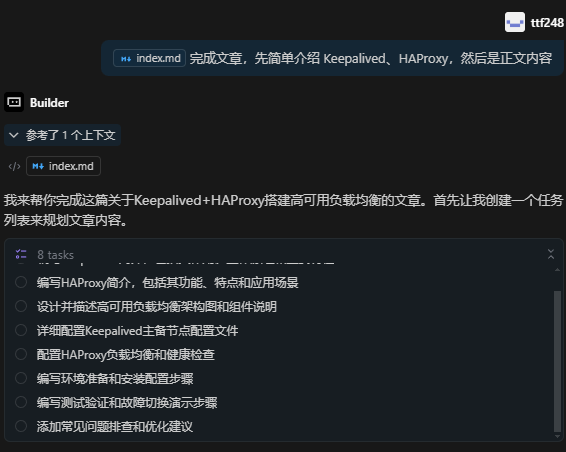 ttf248
index.md 完成文章，先简单介绍 Keepalived、HAProxy，然后是正文内容
Builder
参考了 1 个上下文
index.md
我来帮你完成这篇关于Keepalived+HAProxy搭建高可用负载均衡的文章。首先让我创建一个任务
列表来规划文章内容。
8 tasks
编写HAProxy简介，包括其功能、特点和应用场景
设计并描述高可用负载均衡架构图和组件说明
详细配置Keepalived主备节点配置文件
配置HAProxy负载均衡和健康检查
编写环境准备和安装配置步骤
编写测试验证和故障切换演示步骤
添加常见问题排查和优化建议